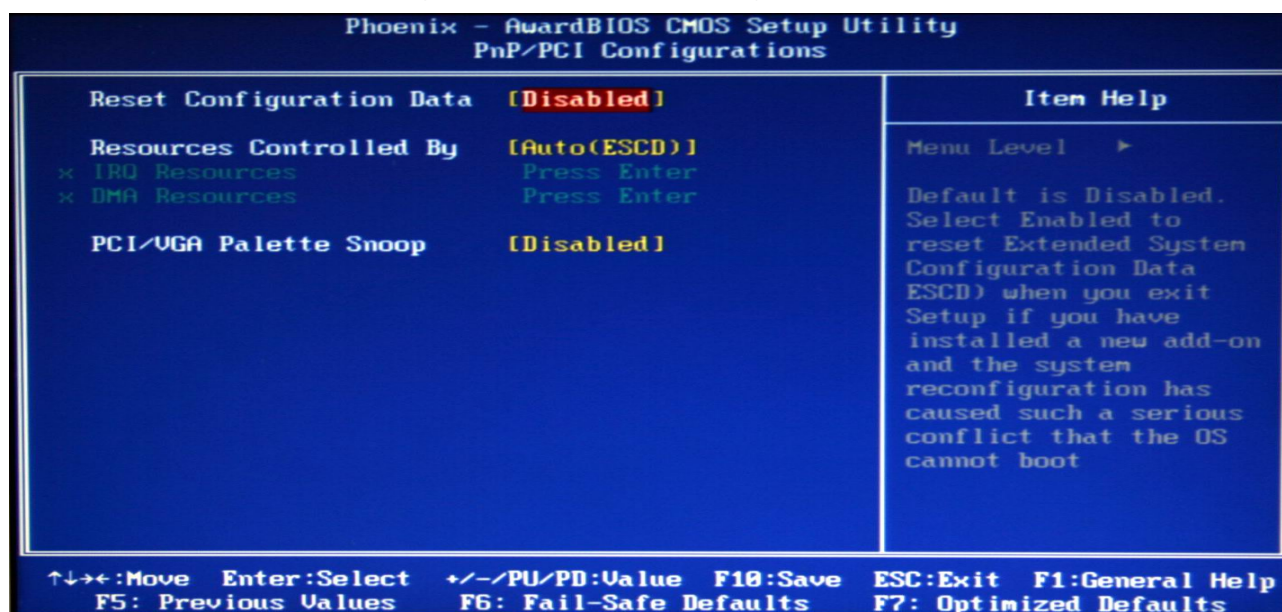 Phoenix - AwardBIOS CMOS Setup Utility
PnP/PCI Configurations
Reset Configuration Data [Disabled]
Resources Controlled By [Auto(ESCD)]
x IRQ Resources Press Enter
x DMA Resources Press Enter
PCI/VGA Palette Snoop [Disabled]
Item Help
Menu Level ►
Default is Disabled.
Select Enabled to
reset Extended System
Configuration Data
ESCD) when you exit
Setup if you have
installed a new add-on
and the system
reconfiguration has
caused such a serious
conflict that the OS
cannot boot
↑↓→←:Move Enter:Select +/-/PU/PD:Value F10:Save ESC:Exit F1:General Help
F5: Previous Values F6: Fail-Safe Defaults F7: Optimized Defaults